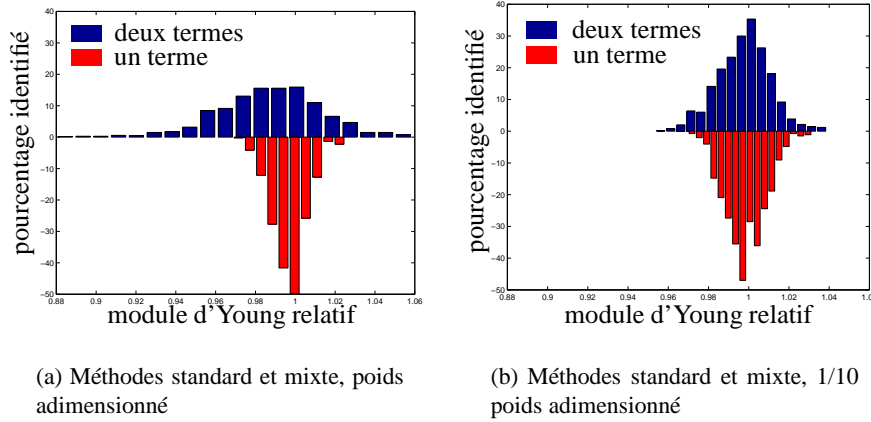 40
30
20
10
0
−10
−20
−30
−40
−50
0.88 0.9 0.92 0.94 0.96 0.98 1 1.02 1.04 1.06
pourcentage identifié
deux termes
un terme
module d'Young relatif
(a) Méthodes standard et mixte, poids
adimensionné
40
30
20
10
0
−10
−20
−30
−40
−50
0.88 0.9 0.92 0.94 0.96 0.98 1 1.02 1.04 1.0
pourcentage identifié
deux termes
un terme
module d'Young relatif
(b) Méthodes standard et mixte, 1/10
poids adimensionné